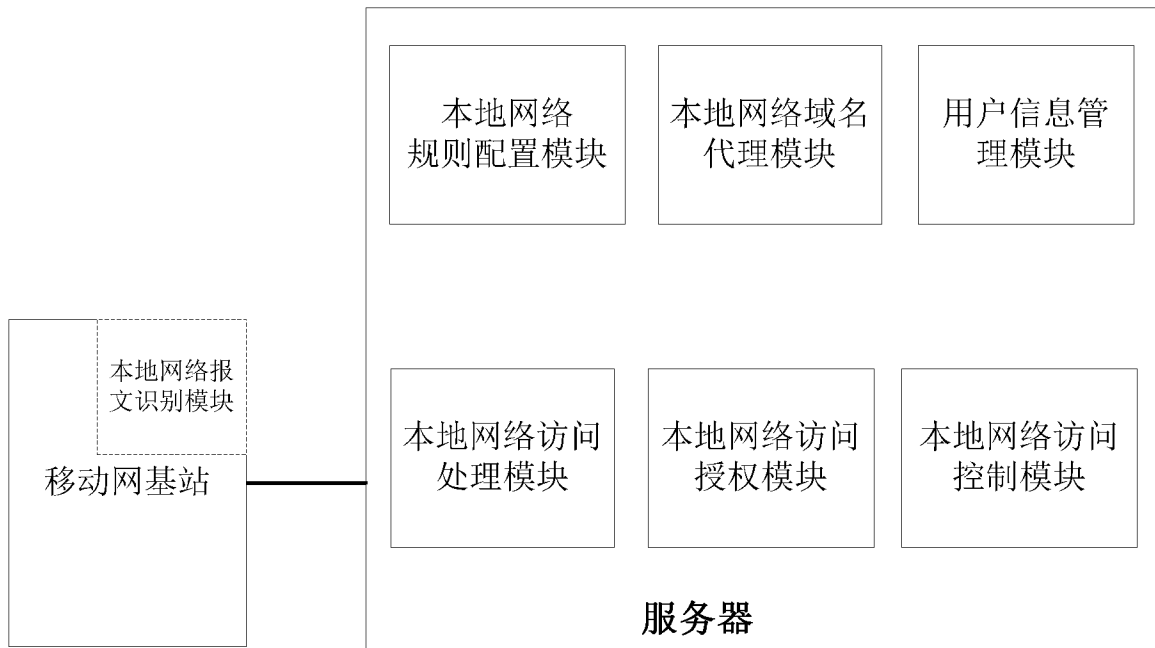 本地网络
规则配置模块
本地网络域名
代理模块
用户信息管
理模块
本地网络报
文识别模块
移动网基站
本地网络访问
处理模块
本地网络访问
授权模块
本地网络访问
控制模块
服务器